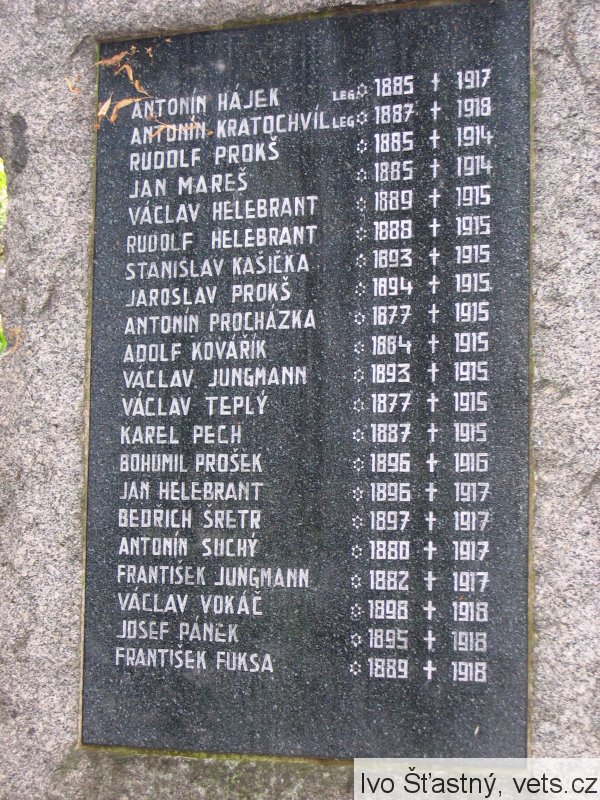 ANTONÍN HÁJEK LEG. ☼ 1885 † 1917
ANTONÍN KRATOCHVÍL LEG. ☼ 1887 † 1918
RUDOLF PROKŠ ☼ 1885 † 1914
JAN MAREŠ ☼ 1885 † 1914
VÁCLAV HELEBRANT ☼ 1889 † 1915
RUDOLF HELEBRANT ☼ 1888 † 1915
STANISLAV KAŠIČKA ☼ 1893 † 1915
JAROSLAV PROKŠ ☼ 1894 † 1915
ANTONÍN PROCHÁZKA ☼ 1877 † 1915
ADOLF KOVÁŘÍK ☼ 1884 † 1915
VÁCLAV JUNGMANN ☼ 1893 † 1915
VÁCLAV TEPLÝ ☼ 1877 † 1915
KAREL PECH ☼ 1887 † 1915
BOHUMIL PROŠEK ☼ 1896 † 1916
JAN HELEBRANT ☼ 1896 † 1917
BEDŘICH ŠRETR ☼ 1897 † 1917
ANTONÍN SUCHÝ ☼ 1880 † 1917
FRANTIŠEK JUNGMANN ☼ 1882 † 1917
VÁCLAV VOKÁČ ☼ 1898 † 1918
JOSEF PÁNEK ☼ 1895 † 1918
FRANTIŠEK FUKSA ☼ 1889 † 1918
Ivo Šťastný, vets.cz